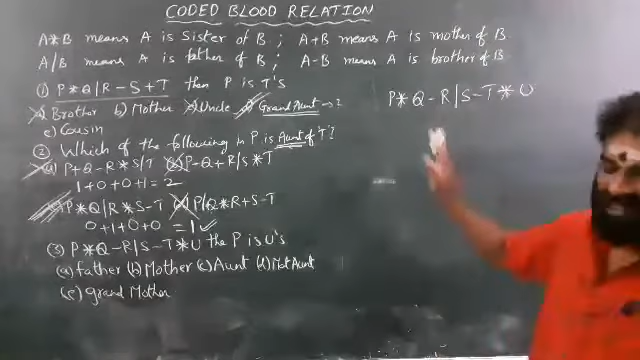 CODED BLOOD RELATION
A*B means A is Sister of B ; A+B means A is mother of B.
A/B means A is father of B ; A-B means A is brother of B
(1) P*Q/R-S+T then P is T's
a) Brother b) Mother c) Uncle d) Grand Aunt
e) Cousin
(2) Which of the following in P is Aunt of T?
(a) P+Q-R*S/T (c) P-Q+R/S*T
1+0+0+1=2
P*Q/R*S-T P/Q*R+S-T
0+1+0+0 =1 ✓
(3) P*Q-R/S-T*U the P is U's
(a) father (b) Mother (c) Aunt (d) Not Aunt
(e) grand Mother
P*Q-R/S-T*U